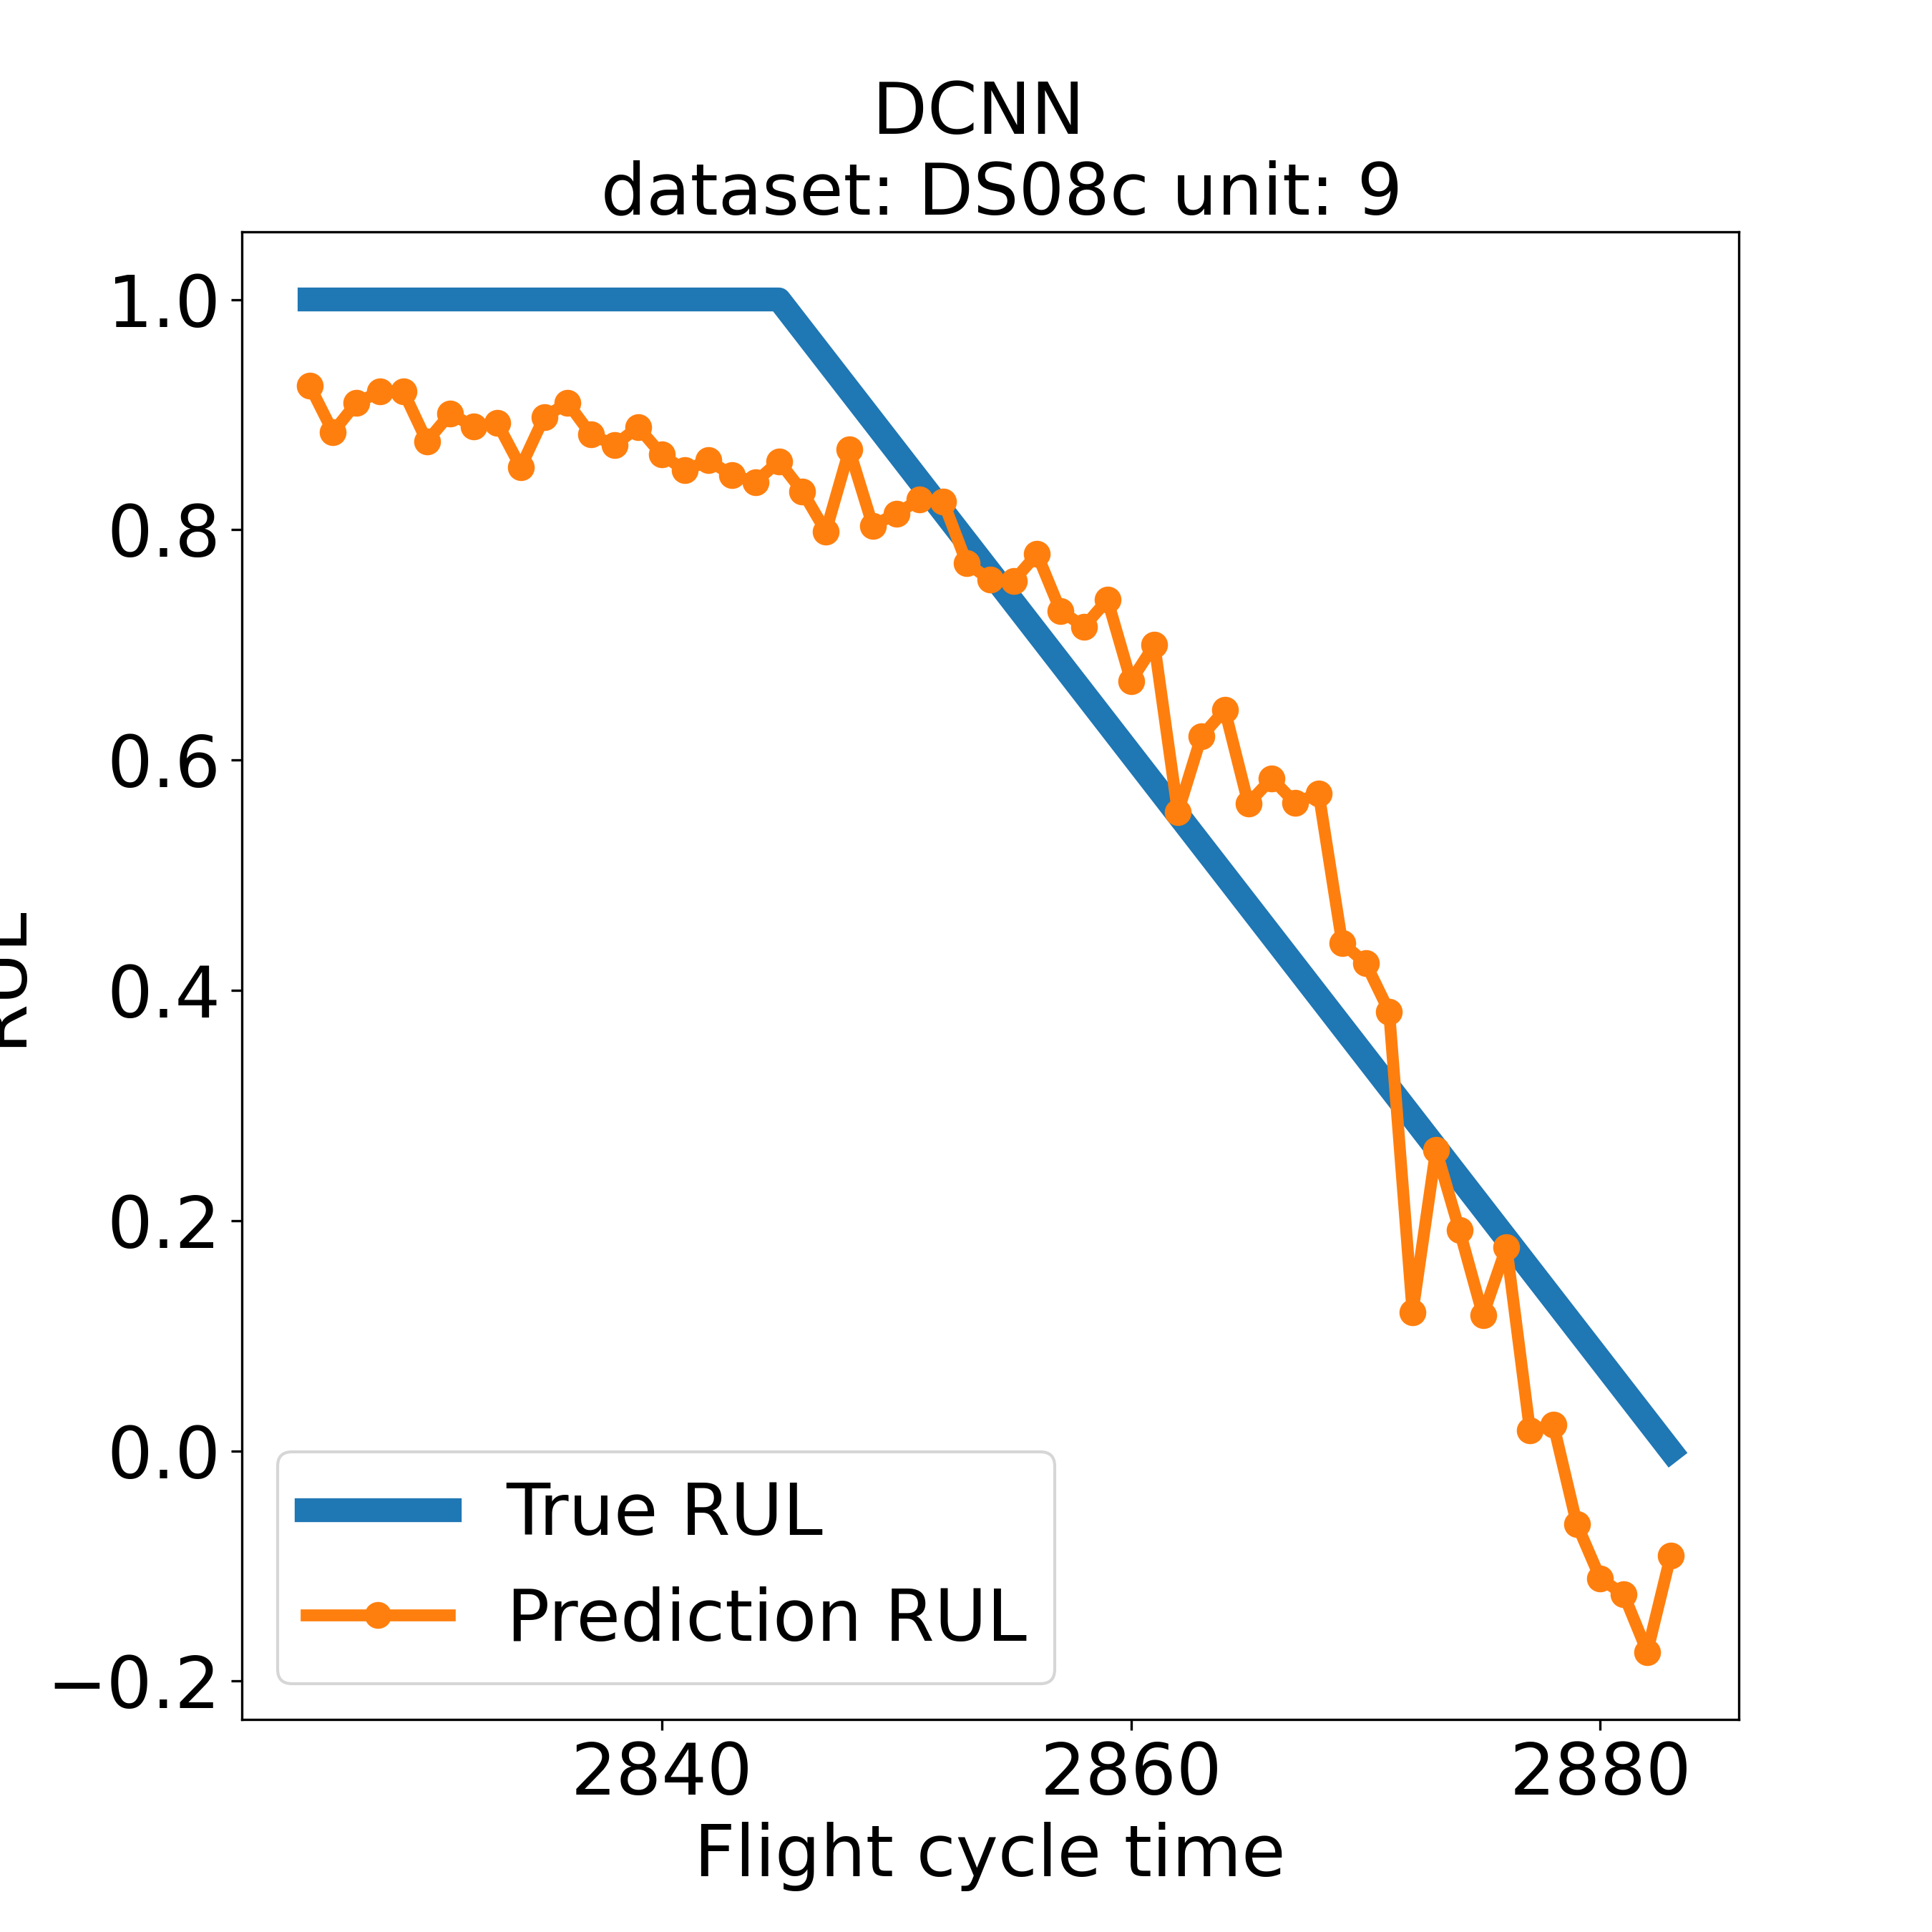 DCNN
dataset: DS08c unit: 9
1.0
0.8
0.6
0.4
0.2
0.0
−0.2
RUL
True RUL
Prediction RUL
2840
2860
2880
Flight cycle time